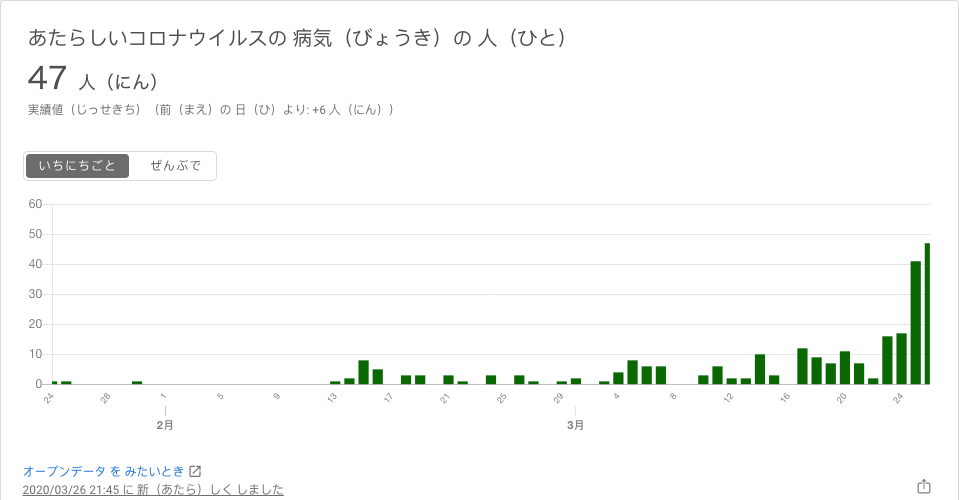 あたらしいコロナウイルスの 病気（びょうき）の 人（ひと）
47 人（にん）
実績値（じっせきち）（前（まえ）の 日（ひ）より: +6 人（にん））
いちにちごと ぜんぶで
60
50
40
30
20
10
0
24 28 1 5 9 13 17 21 25 29 4 8 12 16 20 24
2月 3月
オープンデータ を みたいとき
2020/03/26 21:45 に 新（あたら）しく しました